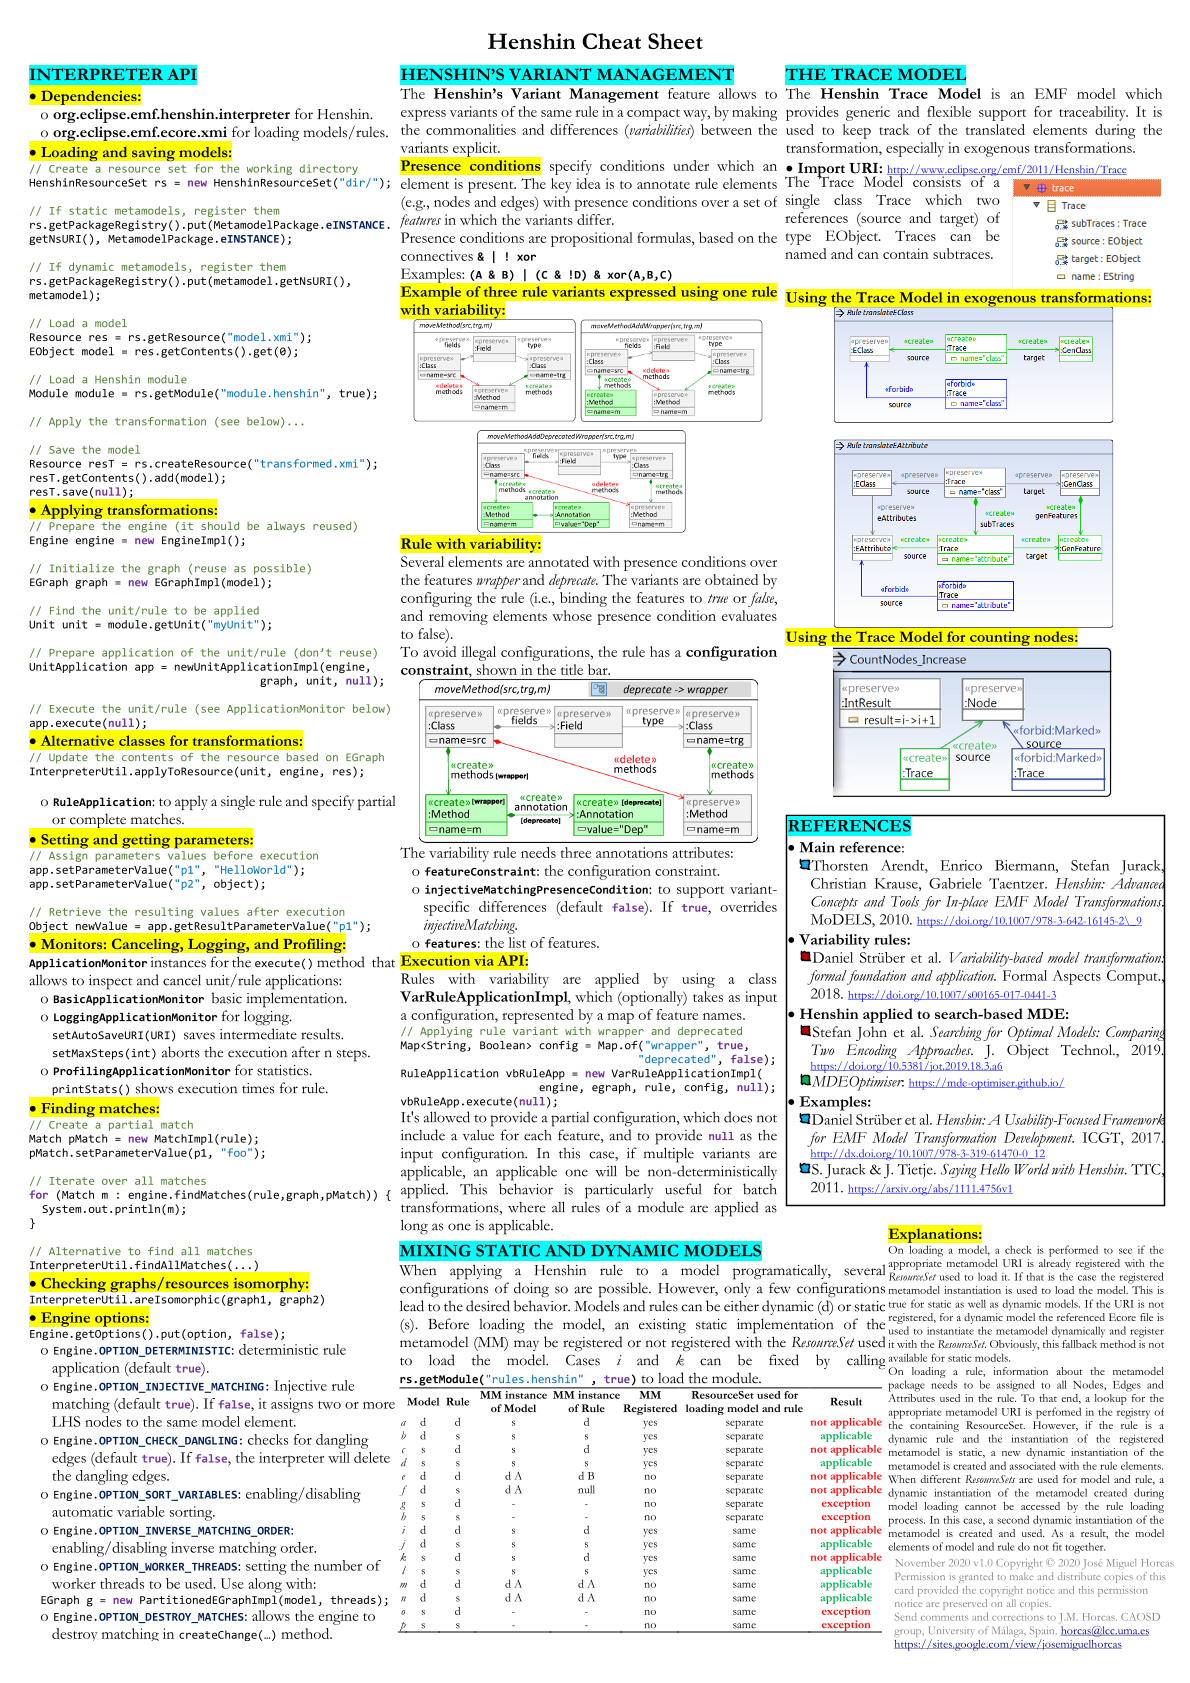 Henshin Cheat Sheet
INTERPRETER API
• Dependencies:
o org.eclipse.emf.henshin.interpreter for Henshin.
o org.eclipse.emf.ecore.xmi for loading models/rules.
• Loading and saving models:
// Create a resource set for the working directory
HenshinResourceSet rs = new HenshinResourceSet("dir/");
// If static metamodels, register them
rs.getPackageRegistry().put(MetamodelPackage.eINSTANCE.
getNsURI(), MetamodelPackage.eINSTANCE);
// If dynamic metamodels, register them
rs.getPackageRegistry().put(metamodel.getNsURI(),
metamodel);
// Load a model
Resource res = rs.getResource("model.xmi");
EObject model = res.getContents().get(0);
// Load a Henshin module
Module module = rs.getModule("module.henshin", true);
// Apply the transformation (see below)...
// Save the model
Resource resT = rs.createResource("transformed.xmi");
resT.getContents().add(model);
resT.save(null);
• Applying transformations:
// Prepare the engine (it should be always reused)
Engine engine = new EngineImpl();
// Initialize the graph (reuse as possible)
EGraph graph = new EGraphImpl(model);
// Find the unit/rule to be applied
Unit unit = module.getUnit("myUnit");
// Prepare application of the unit/rule (don't reuse)
UnitApplication app = newUnitApplicationImpl(engine,
graph, unit, null);
// Execute the unit/rule (see ApplicationMonitor below)
app.execute(null);
• Alternative classes for transformations:
// Update the contents of the resource based on EGraph
InterpreterUtil.applyToResource(unit, engine, res);
o RuleApplication: to apply a single rule and specify partial
or complete matches.
• Setting and getting parameters:
// Assign parameters values before execution
app.setParameterValue("p1", "HelloWorld");
app.setParameterValue("p2", object);
// Retrieve the resulting values after execution
Object newValue = app.getResultParameterValue("p1");
• Monitors: Canceling, Logging, and Profiling:
ApplicationMonitor instances for the execute() method that
allows to inspect and cancel unit/rule applications:
o BasicApplicationMonitor basic implementation.
o LoggingApplicationMonitor for logging.
setAutoSaveURI(URI) saves intermediate results.
setMaxSteps(int) aborts the execution after n steps.
o ProfilingApplicationMonitor for statistics.
printStats() shows execution times for rule.
• Finding matches:
// Create a partial match
Match pMatch = new MatchImpl(rule);
pMatch.setParameterValue(p1, "foo");
// Iterate over all matches
for (Match m : engine.findMatches(rule,graph,pMatch)) {
System.out.println(m);
}
// Alternative to find all matches
InterpreterUtil.findAllMatches(...)
• Checking graphs/resources isomorphy:
InterpreterUtil.areIsomorphic(graph1, graph2)
• Engine options:
Engine.getOptions().put(option, false);
o Engine.OPTION_DETERMINISTIC: deterministic rule
application (default true).
o Engine.OPTION_INJECTIVE_MATCHING: Injective rule
matching (default true). If false, it assigns two or more
LHS nodes to the same model element.
o Engine.OPTION_CHECK_DANGLING: checks for dangling
edges (default true). If false, the interpreter will delete
the dangling edges.
o Engine.OPTION_SORT_VARIABLES: enabling/disabling
automatic variable sorting.
o Engine.OPTION_INVERSE_MATCHING_ORDER:
enabling/disabling inverse matching order.
o Engine.OPTION_WORKER_THREADS: setting the number of
worker threads to be used. Use along with:
EGraph g = new PartitionedEGraphImpl(model, threads);
o Engine.OPTION_DESTROY_MATCHES: allows the engine to
destroy matching in createChange(…) method.
HENSHIN'S VARIANT MANAGEMENT
The Henshin's Variant Management feature allows to
express variants of the same rule in a compact way, by making
the commonalities and differences (variabilities) between the
variants explicit.
Presence conditions specify conditions under which an
element is present. The key idea is to annotate rule elements
(e.g., nodes and edges) with presence conditions over a set of
features in which the variants differ.
Presence conditions are propositional formulas, based on the
connectives & | ! xor
Examples: (A & B) | (C & !D) & xor(A,B,C)
Example of three rule variants expressed using one rule
with variability:
moveMethod(src,trg,m)
«preserve» fields «preserve» :Field type «preserve»
:Class :Class
name=src name=trg
«delete» methods «create» methods
«preserve»
:Method
name=m
moveMethodAddWrapper(src,trg,m)
«preserve» fields «preserve» :Field type «preserve»
:Class :Class
name=src name=trg
«create» methods «delete» methods «create» methods
«create» «preserve»
:Method :Method
name=m name=m
moveMethodAddDeprecatedWrapper(src,trg,m)
«preserve» fields «preserve» :Field type «preserve»
:Class :Class
name=src name=trg
«create» methods «create» annotation «delete» methods «create» methods
«create» «create» «preserve»
:Method :Annotation :Method
name=m value="Dep" name=m
Rule with variability:
Several elements are annotated with presence conditions over
the features wrapper and deprecate. The variants are obtained by
configuring the rule (i.e., binding the features to true or false,
and removing elements whose presence condition evaluates
to false).
To avoid illegal configurations, the rule has a configuration
constraint, shown in the title bar.
moveMethod(src,trg,m) deprecate -> wrapper
«preserve» «preserve» «preserve» «preserve» «preserve»
:Class fields :Field type :Class
name=src name=trg
«create» «delete» «create»
methods [wrapper] methods methods
«create» [wrapper] «create» «create» [deprecate] «preserve»
:Method annotation :Annotation :Method
name=m [deprecate] value="Dep" name=m
The variability rule needs three annotations attributes:
o featureConstraint: the configuration constraint.
o injectiveMatchingPresenceCondition: to support variant-
specific differences (default false). If true, overrides
injectiveMatching.
o features: the list of features.
Execution via API:
Rules with variability are applied by using a class
VarRuleApplicationImpl, which (optionally) takes as input
a configuration, represented by a map of feature names.
// Applying rule variant with wrapper and deprecated
Map<String, Boolean> config = Map.of("wrapper", true,
"deprecated", false);
RuleApplication vbRuleApp = new VarRuleApplicationImpl(
engine, egraph, rule, config, null);
vbRuleApp.execute(null);
It's allowed to provide a partial configuration, which does not
include a value for each feature, and to provide null as the
input configuration. In this case, if multiple variants are
applicable, an applicable one will be non-deterministically
applied. This behavior is particularly useful for batch
transformations, where all rules of a module are applied as
long as one is applicable.
MIXING STATIC AND DYNAMIC MODELS
When applying a Henshin rule to a model programatically, several
configurations of doing so are possible. However, only a few configurations
lead to the desired behavior. Models and rules can be either dynamic (d) or static
(s). Before loading the model, an existing static implementation of the
metamodel (MM) may be registered or not registered with the ResourceSet used
to load the model. Cases i and k can be fixed by calling
rs.getModule("rules.henshin" , true) to load the module.
Model Rule MM instance of Model MM instance of Rule MM Registered ResourceSet used for loading model and rule Result
a d d s d yes separate not applicable
b d s s s yes separate applicable
c s d s d yes separate not applicable
d s s s s yes separate applicable
e d d d A d B no separate not applicable
f d s d A null no separate not applicable
g s d - - no separate exception
h s s - - no separate exception
i d d s d yes same not applicable
j d s s s yes same applicable
k s d s d yes same not applicable
l s s s s yes same applicable
m d d d A d A no same applicable
n d s d A d A no same applicable
o s d - - no same exception
p s s - - no same exception
THE TRACE MODEL
The Henshin Trace Model is an EMF model which
provides generic and flexible support for traceability. It is
used to keep track of the translated elements during the
transformation, especially in exogenous transformations.
• Import URI: http://www.eclipse.org/emf/2011/Henshin/Trace
The Trace Model consists of a
single class Trace which two
references (source and target) of
type EObject. Traces can be
named and can contain subtraces.
trace
Trace
subTraces : Trace
source : EObject
target : EObject
name : EString
Using the Trace Model in exogenous transformations:
Rule translateEClass
«preserve» «create» «create» «create» «create»
:EClass source :Trace target :GenClass
name="class"
«forbid» «forbid»
source :Trace
name="class"
Rule translateEAttribute
«preserve» «preserve» «preserve» «preserve» «preserve»
:EClass source :Trace target :GenClass
name="class"
«preserve» «create» «create»
eAttributes subTraces genFeatures
«preserve» «create» «create» «create» «create»
:EAttribute source :Trace target :GenFeature
name="attribute"
«forbid» «forbid»
source :Trace
name="attribute"
Using the Trace Model for counting nodes:
CountNodes_Increase
«preserve» «preserve»
:IntResult :Node
result=i->i+1
«create» «forbid:Marked»
source source
«create» «forbid:Marked»
:Trace :Trace
REFERENCES
• Main reference:
Thorsten Arendt, Enrico Biermann, Stefan Jurack,
Christian Krause, Gabriele Taentzer. Henshin: Advanced
Concepts and Tools for In-place EMF Model Transformations.
MoDELS, 2010. https://doi.org/10.1007/978-3-642-16145-2\_9
• Variability rules:
Daniel Strüber et al. Variability-based model transformation:
formal foundation and application. Formal Aspects Comput.,
2018. https://doi.org/10.1007/s00165-017-0441-3
• Henshin applied to search-based MDE:
Stefan John et al. Searching for Optimal Models: Comparing
Two Encoding Approaches. J. Object Technol., 2019.
https://doi.org/10.5381/jot.2019.18.3.a6
MDEOptimiser: https://mde-optimiser.github.io/
• Examples:
Daniel Strüber et al. Henshin: A Usability-Focused Framework
for EMF Model Transformation Development. ICGT, 2017.
http://dx.doi.org/10.1007/978-3-319-61470-0_12
S. Jurack & J. Tietje. Saying Hello World with Henshin. TTC,
2011. https://arxiv.org/abs/1111.4756v1
Explanations:
On loading a model, a check is performed to see if the
appropriate metamodel URI is already registered with the
ResourceSet used to load it. If that is the case the registered
metamodel instantiation is used to load the model. This is
true for static as well as dynamic models. If the URI is not
registered, for a dynamic model the referenced Ecore file is
used to instantiate the metamodel dynamically and register
it with the ResourceSet. Obviously, this fallback method is not
available for static models.
On loading a rule, information about the metamodel
package needs to be assigned to all Nodes, Edges and
Attributes used in the rule. To that end, a lookup for the
appropriate metamodel URI is perfomed in the registry of
the containing ResourceSet. However, if the rule is a
dynamic rule and the instantiation of the registered
metamodel is static, a new dynamic instantiation of the
metamodel is created and associated with the rule elements.
When different ResourceSets are used for model and rule, a
dynamic instantiation of the metamodel created during
model loading cannot be accessed by the rule loading
process. In this case, a second dynamic instantiation of the
metamodel is created and used. As a result, the model
elements of model and rule do not fit together.
November 2020 v1.0 Copyright © 2020 José Miguel Horcas
Permission is granted to make and distribute copies of this
card provided the copyright notice and this permission
notice are preserved on all copies.
Send comments and corrections to J.M. Horcas. CAOSD
group, University of Málaga, Spain. horcas@lcc.uma.es
https://sites.google.com/view/josemiguelhorcas